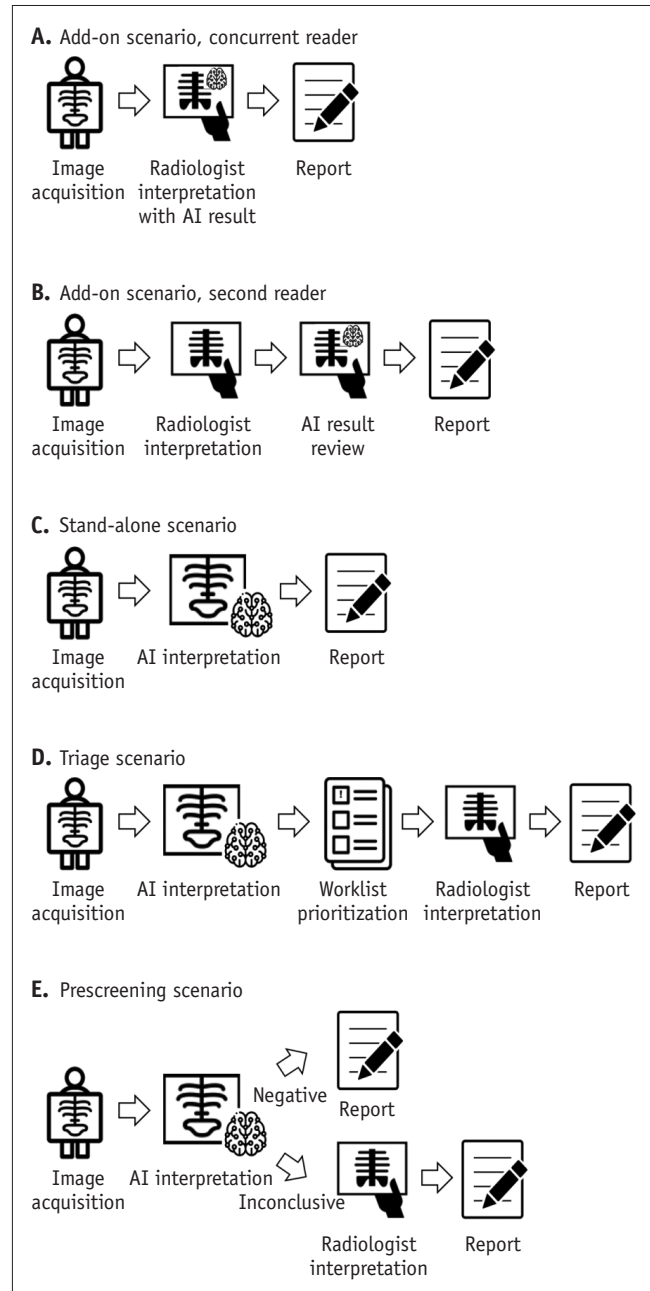 A. Add-on scenario, concurrent reader
Image
acquisition
Radiologist
interpretation
with AI result
Report
B. Add-on scenario, second reader
Image
acquisition
Radiologist
interpretation
AI result
review
Report
C. Stand-alone scenario
Image
acquisition
AI interpretation
Report
D. Triage scenario
!
Image
acquisition
AI interpretation
Worklist
prioritization
Radiologist
interpretation
Report
E. Prescreening scenario
Image
acquisition
AI interpretation
Negative
Report
Inconclusive
Radiologist
interpretation
Report